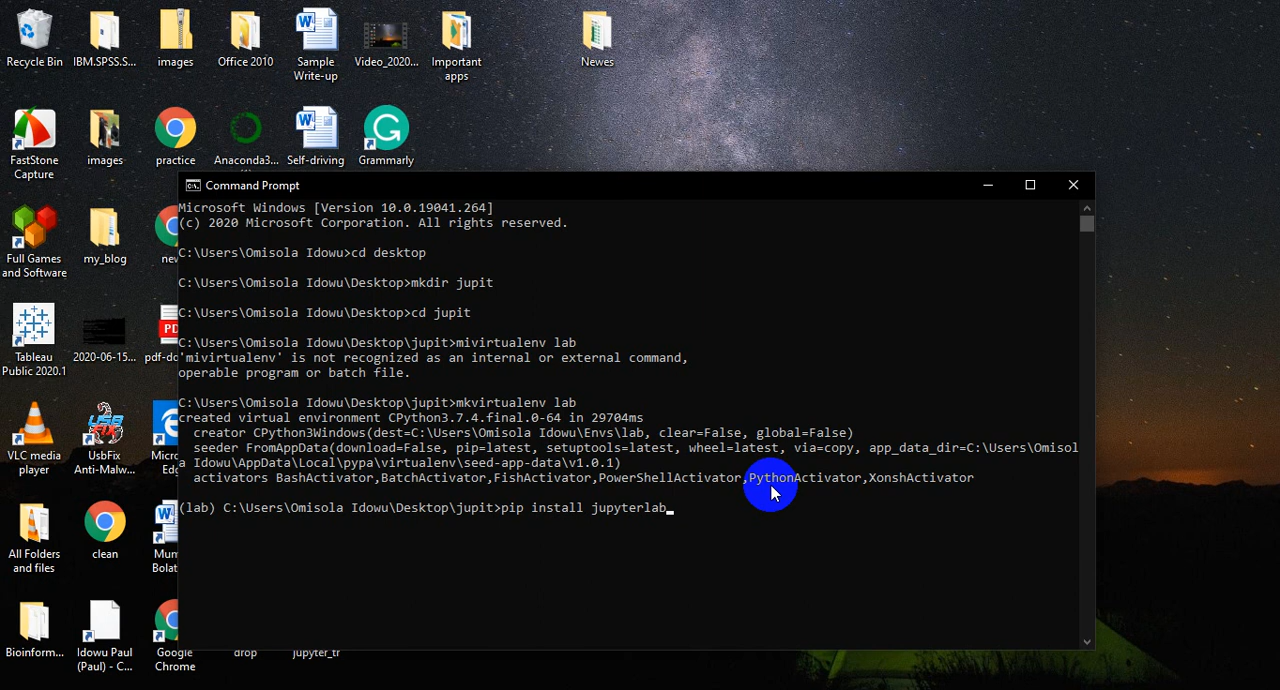 Recycle Bin
IBM.SPSS.S...
images
Office 2010
Sample
Write-up
Video_2020...
Important
apps
Newes
FastStone
Capture
images
practice
Anaconda3...
Self-driving
Grammarly
Full Games
and Software
my_blog
new
Tableau
Public 2020.1
2020-06-15...
pdf-do
VLC media
player
UsbFix
Anti-Malw...
Micro
Edg
All Folders
and files
clean
Mum
Bolat
Bioinform...
Idowu Paul
(Paul) - C...
Google
Chrome
drop
jupyter_tr
Command Prompt
Microsoft Windows [Version 10.0.19041.264]
(c) 2020 Microsoft Corporation. All rights reserved.
C:\Users\Omisola Idowu>cd desktop
C:\Users\Omisola Idowu\Desktop>mkdir jupit
C:\Users\Omisola Idowu\Desktop>cd jupit
C:\Users\Omisola Idowu\Desktop\jupit>mivirtualenv lab
'mivirtualenv' is not recognized as an internal or external command,
operable program or batch file.
C:\Users\Omisola Idowu\Desktop\jupit>mkvirtualenv lab
created virtual environment CPython3.7.4.final.0-64 in 29704ms
creator CPython3Windows(dest=C:\Users\Omisola Idowu\Envs\lab, clear=False, global=False)
seeder FromAppData(download=False, pip=latest, setuptools=latest, wheel=latest, via=copy, app_data_dir=C:\Users\Omisol
a Idowu\AppData\Local\pypa\virtualenv\seed-app-data\v1.0.1)
activators BashActivator,BatchActivator,FishActivator,PowerShellActivator,PythonActivator,XonshActivator
(lab) C:\Users\Omisola Idowu\Desktop\jupit>pip install jupyterlab